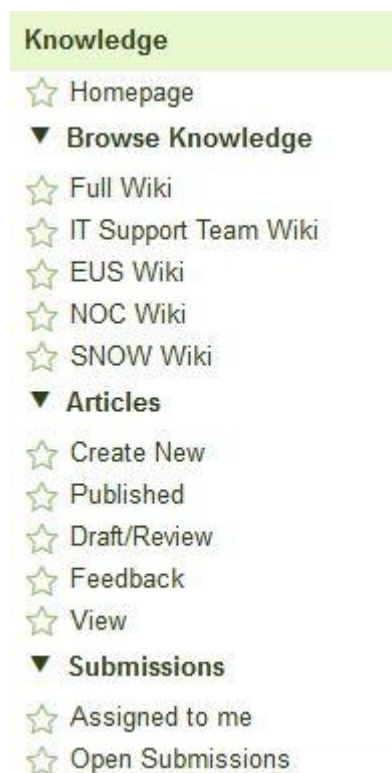 Knowledge
Homepage
Browse Knowledge
Full Wiki
IT Support Team Wiki
EUS Wiki
NOC Wiki
SNOW Wiki
Articles
Create New
Published
Draft/Review
Feedback
View
Submissions
Assigned to me
Open Submissions